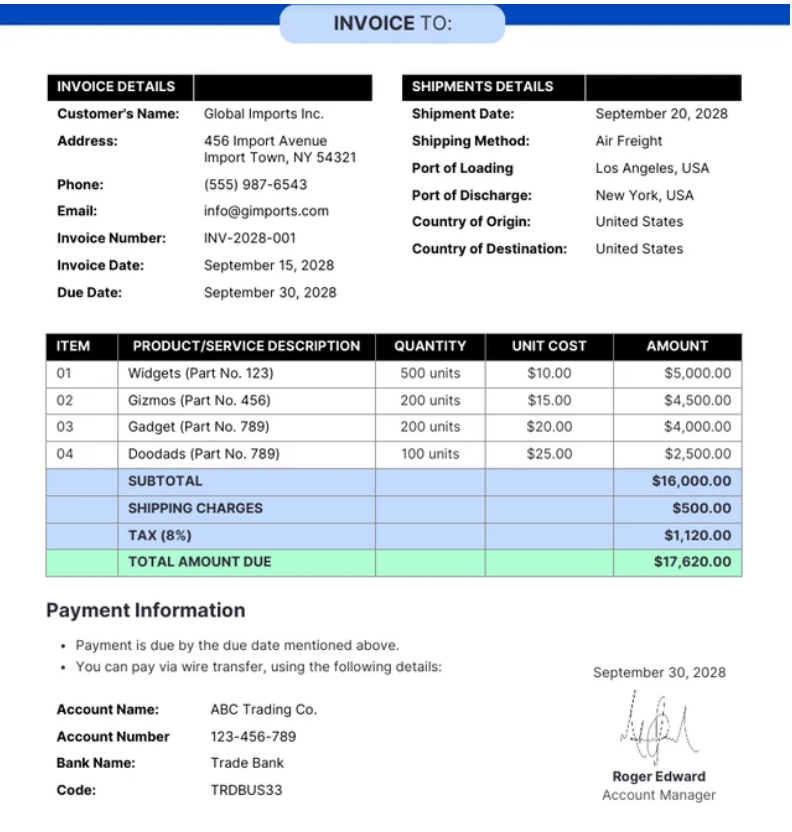 INVOICE TO:
INVOICE DETAILS
Customer's Name: Global Imports Inc.
Address: 456 Import Avenue
Import Town, NY 54321
Phone: (555) 987-6543
Email: info@gimports.com
Invoice Number: INV-2028-001
Invoice Date: September 15, 2028
Due Date: September 30, 2028
SHIPMENTS DETAILS
Shipment Date: September 20, 2028
Shipping Method: Air Freight
Port of Loading Los Angeles, USA
Port of Discharge: New York, USA
Country of Origin: United States
Country of Destination: United States
ITEM PRODUCT/SERVICE DESCRIPTION QUANTITY UNIT COST AMOUNT
01 Widgets (Part No. 123) 500 units $10.00 $5,000.00
02 Gizmos (Part No. 456) 200 units $15.00 $4,500.00
03 Gadget (Part No. 789) 200 units $20.00 $4,000.00
04 Doodads (Part No. 789) 100 units $25.00 $2,500.00
SUBTOTAL $16,000.00
SHIPPING CHARGES $500.00
TAX (8%) $1,120.00
TOTAL AMOUNT DUE $17,620.00
Payment Information
• Payment is due by the due date mentioned above.
• You can pay via wire transfer, using the following details:
Account Name: ABC Trading Co.
Account Number 123-456-789
Bank Name: Trade Bank
Code: TRDBUS33
September 30, 2028
Roger Edward
Account Manager